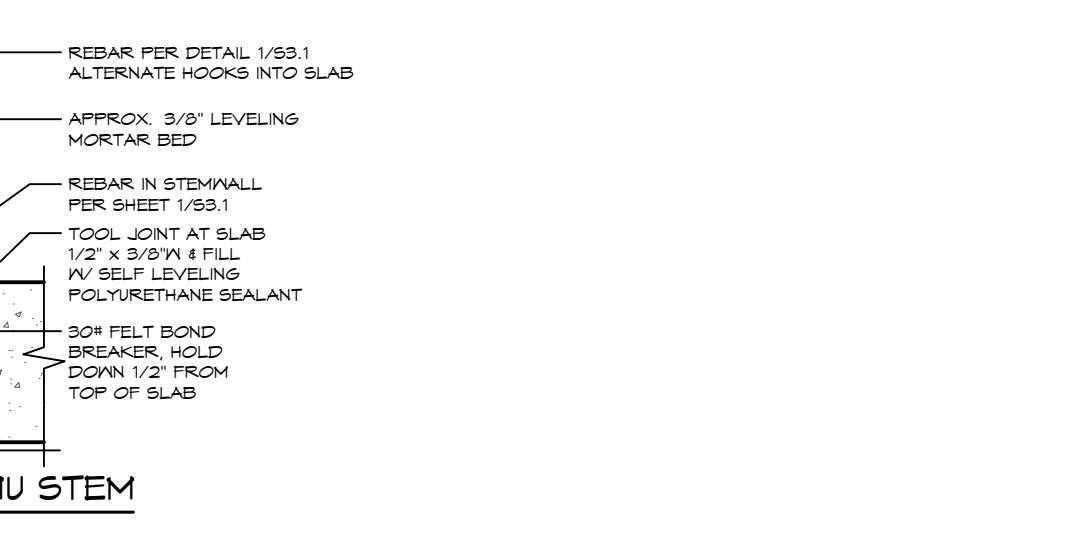 REBAR PER DETAIL 1/S3.1
ALTERNATE HOOKS INTO SLAB
APPROX. 3/8" LEVELING
MORTAR BED
REBAR IN STEMWALL
PER SHEET 1/S3.1
TOOL JOINT AT SLAB
1/2" x 3/8"W & FILL
W/ SELF LEVELING
POLYURETHANE SEALANT
30# FELT BOND
BREAKER, HOLD
DOWN 1/2" FROM
TOP OF SLAB
STEM